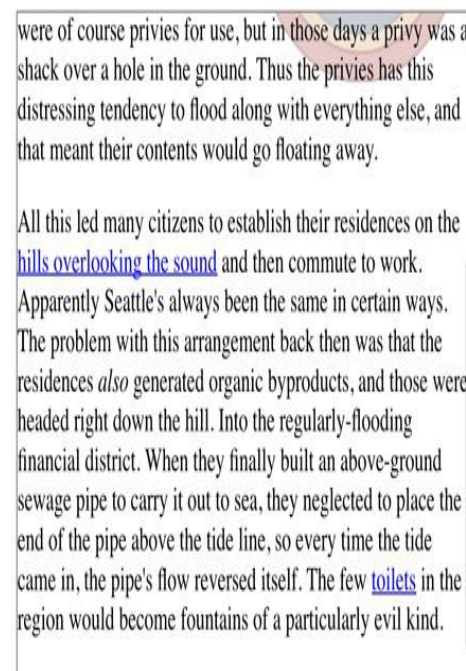 were of course privies for use, but in those days a privy was a
shack over a hole in the ground. Thus the privies has this
distressing tendency to flood along with everything else, and
that meant their contents would go floating away.
All this led many citizens to establish their residences on the
hills overlooking the sound and then commute to work.
Apparently Seattle's always been the same in certain ways.
The problem with this arrangement back then was that the
residences also generated organic byproducts, and those were
headed right down the hill. Into the regularly-flooding
financial district. When they finally built an above-ground
sewage pipe to carry it out to sea, they neglected to place the
end of the pipe above the tide line, so every time the tide
came in, the pipe's flow reversed itself. The few toilets in the
region would become fountains of a particularly evil kind.